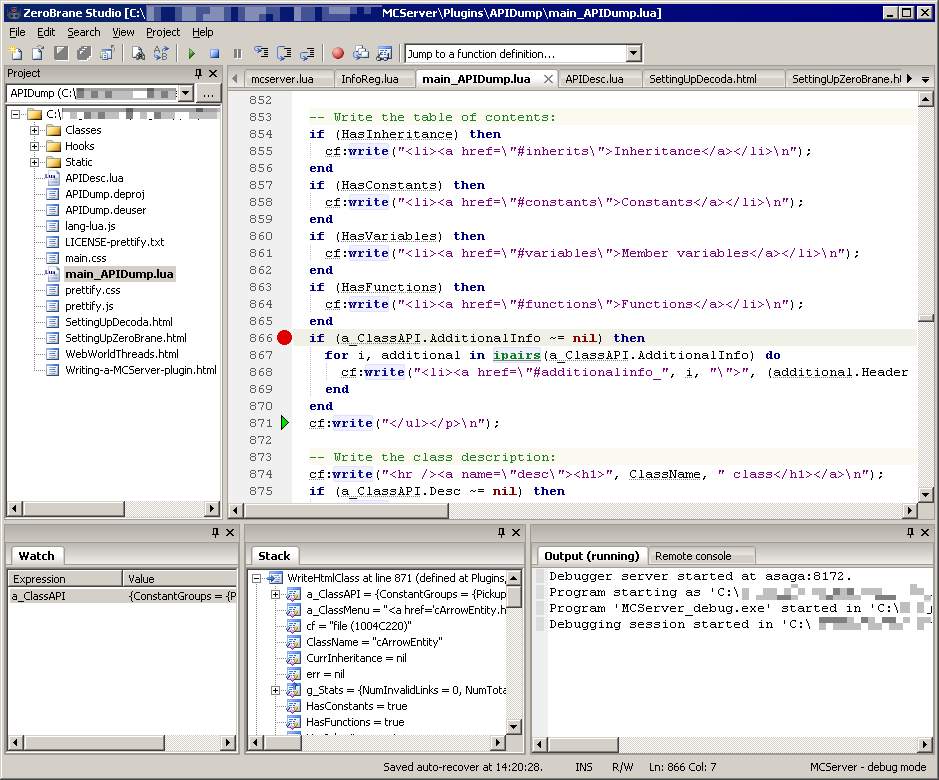 ZeroBrane Studio [C:\ MCServer\Plugins\APIDump\main_APIDump.lua]
File Edit Search View Project Help
Jump to a function definition...
Project
APIDump (C:\
...
C:\
Classes
Hooks
Static
APIDesc.lua
APIDump.deproj
APIDump.deuser
lang-lua.js
LICENSE-prettify.txt
main.css
main_APIDump.lua
prettify.css
prettify.js
SettingUpDecoda.html
SettingUpZeroBrane.html
WebWorldThreads.html
Writing-a-MCServer-plugin.html
mcserver.lua InfoReg.lua main_APIDump.lua APIDesc.lua SettingUpDecoda.html SettingUpZeroBrane.h
852
853 -- Write the table of contents:
854 if (HasInheritance) then
855 cf:write("<li><a href=\"#inherits\">Inheritance</a></li>\n");
856 end
857 if (HasConstants) then
858 cf:write("<li><a href=\"#constants\">Constants</a></li>\n");
859 end
860 if (HasVariables) then
861 cf:write("<li><a href=\"#variables\">Member variables</a></li>\n");
862 end
863 if (HasFunctions) then
864 cf:write("<li><a href=\"#functions\">Functions</a></li>\n");
865 end
866 if (a_ClassAPI.AdditionalInfo ~= nil) then
867 for i, additional in ipairs(a_ClassAPI.AdditionalInfo) do
868 cf:write("<li><a href=\"#additionalinfo_", i, "\">", (additional.Header
869 end
870 end
871 cf:write("</ul></p>\n");
872
873 -- Write the class description:
874 cf:write("<hr /><a name=\"desc\"><h1>", ClassName, " class</h1></a>\n");
875 if (a_ClassAPI.Desc ~= nil) then
Watch
Expression Value
a_ClassAPI {ConstantGroups = {P
Stack
WriteHtmlClass at line 871 (defined at Plugins,
a_ClassAPI = {ConstantGroups = {Pickup
a_ClassMenu = "<a href='cArrowEntity.h
cf = "file (1004C220)"
ClassName = "cArrowEntity"
CurrInheritance = nil
err = nil
g_Stats = {NumInvalidLinks = 0, NumTota
HasConstants = true
HasFunctions = true
Output (running) Remote console
Debugger server started at asaga:8172.
Program starting as 'C:\
Program 'MCServer_debug.exe' started in 'C:\
Debugging session started in 'C:\
Saved auto-recover at 14:20:28. INS R/W Ln: 866 Col: 7 MCServer - debug mode